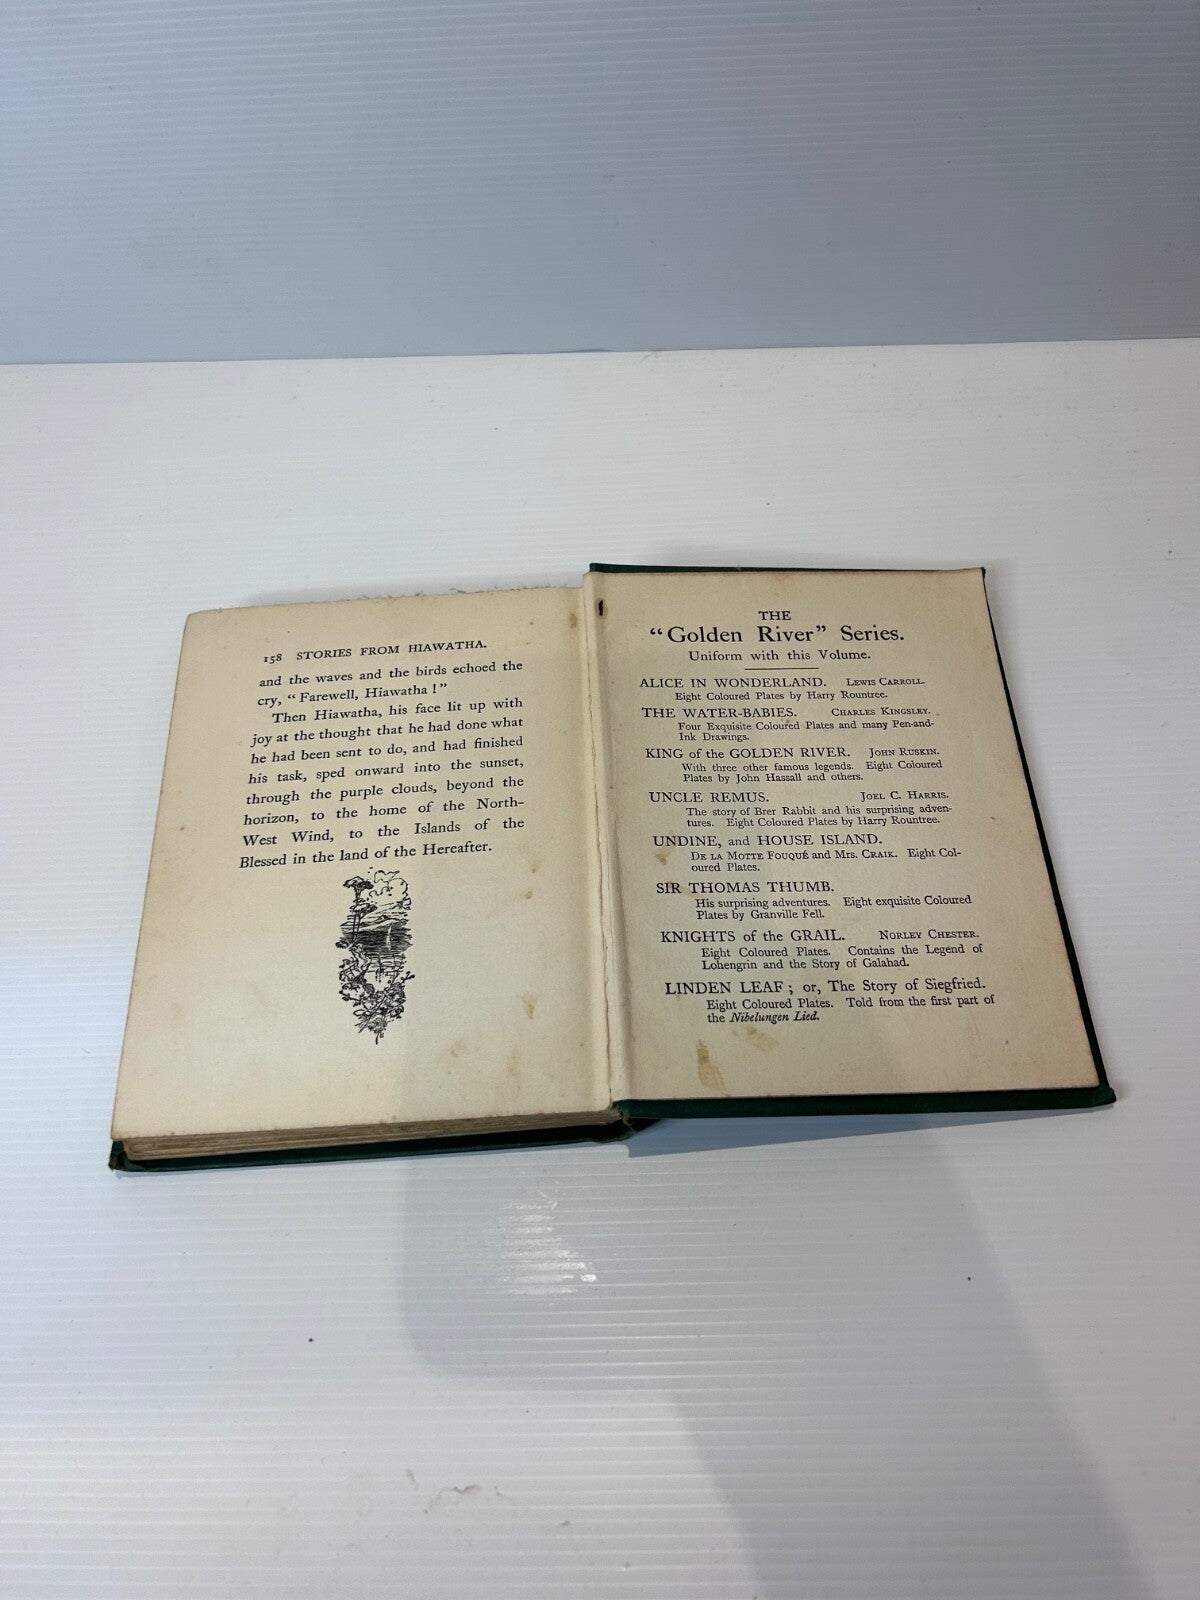 158 STORIES FROM HIAWATHA.
and the waves and the birds echoed the
cry, “Farewell, Hiawatha!”
Then Hiawatha, his face lit up with
joy at the thought that he had done what
he had been sent to do, and had finished
his task, sped onward into the sunset,
through the purple clouds, beyond the
horizon, to the home of the North-
West Wind, to the Islands of the
Blessed in the land of the Hereafter.
THE
“Golden River” Series.
Uniform with this Volume.
ALICE IN WONDERLAND. LEWIS CARROLL.
Eight Coloured Plates by Harry Rountree.
THE WATER-BABIES. CHARLES KINGSLEY.
Four Exquisite Coloured Plates and many Pen-and-
Ink Drawings.
KING of the GOLDEN RIVER. JOHN RUSKIN.
With three other famous legends. Eight Coloured
Plates by John Hassall and others.
UNCLE REMUS. JOEL C. HARRIS.
The story of Brer Rabbit and his surprising adven-
tures. Eight Coloured Plates by Harry Rountree.
UNDINE, and HOUSE ISLAND.
DE LA MOTTE FOUQUÉ and MRS. CRAIK. Eight Col-
oured Plates.
SIR THOMAS THUMB.
His surprising adventures. Eight exquisite Coloured
Plates by Granville Fell.
KNIGHTS of the GRAIL. NORLEY CHESTER.
Eight Coloured Plates. Contains the Legend of
Lohengrin and the Story of Galahad.
LINDEN LEAF; or, The Story of Siegfried.
Eight Coloured Plates. Told from the first part of
the Nibelungen Lied.